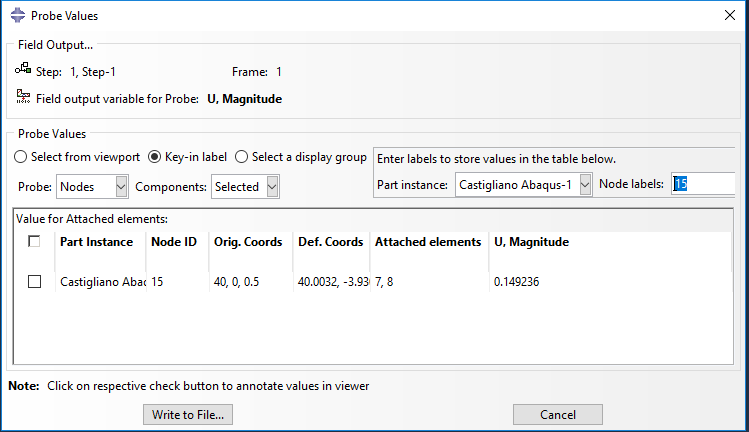 Probe Values
Field Output...
Step: 1, Step-1 Frame: 1
Field output variable for Probe: U, Magnitude
Probe Values
Select from viewport Key-in label Select a display group
Enter labels to store values in the table below.
Probe: Nodes Components: Selected Part instance: Castigliano Abaqus-1 Node labels: 15
Value for Attached elements:
Part Instance Node ID Orig. Coords Def. Coords Attached elements U, Magnitude
Castigliano Abac 15 40, 0, 0.5 40.0032, -3.93 7, 8 0.149236
Note: Click on respective check button to annotate values in viewer
Write to File... Cancel